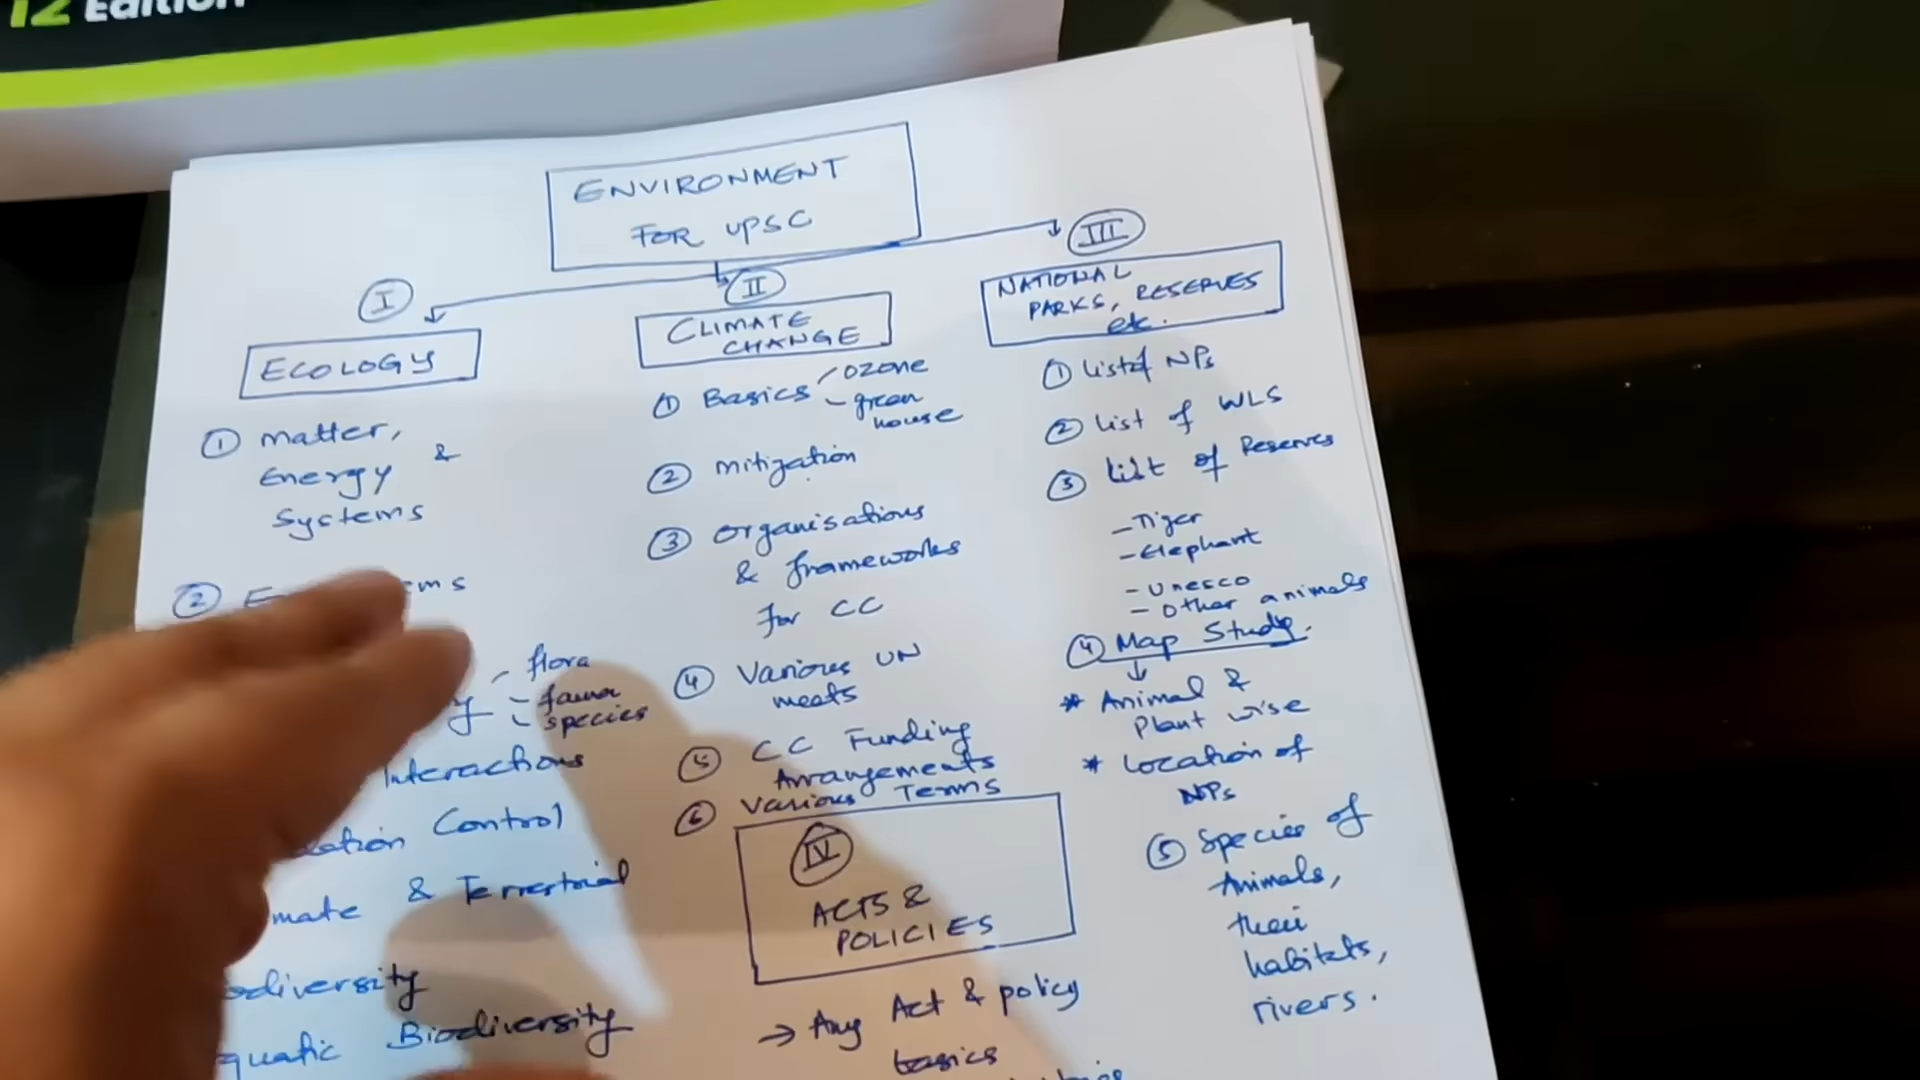 12 Edition
ENVIRONMENT
FOR UPSC
I
ECOLOGY
① matter,
Energy &
Systems
②
flora
fauna
species
Interactions
Control
& Terrestrial
Biodiversity
II
CLIMATE
CHANGE
① Basics - ozone
- green
house
② mitigation
③ organisations
& frameworks
for CC
④ Various UN
meets
⑤ CC Funding
Arrangements
⑥ Various Terms
IV
ACTS &
POLICIES
→ Any Act & policy
basics
III
NATIONAL
PARKS, RESERVES
etc.
① list of NPs
② list of WLS
③ list of Reserves
- Tiger
- Elephant
- Unesco
- Other animals
④ Map Study.
* Animal &
Plant wise
* Location of
NPs
⑤ Species of
Animals,
their
habitats,
rivers.